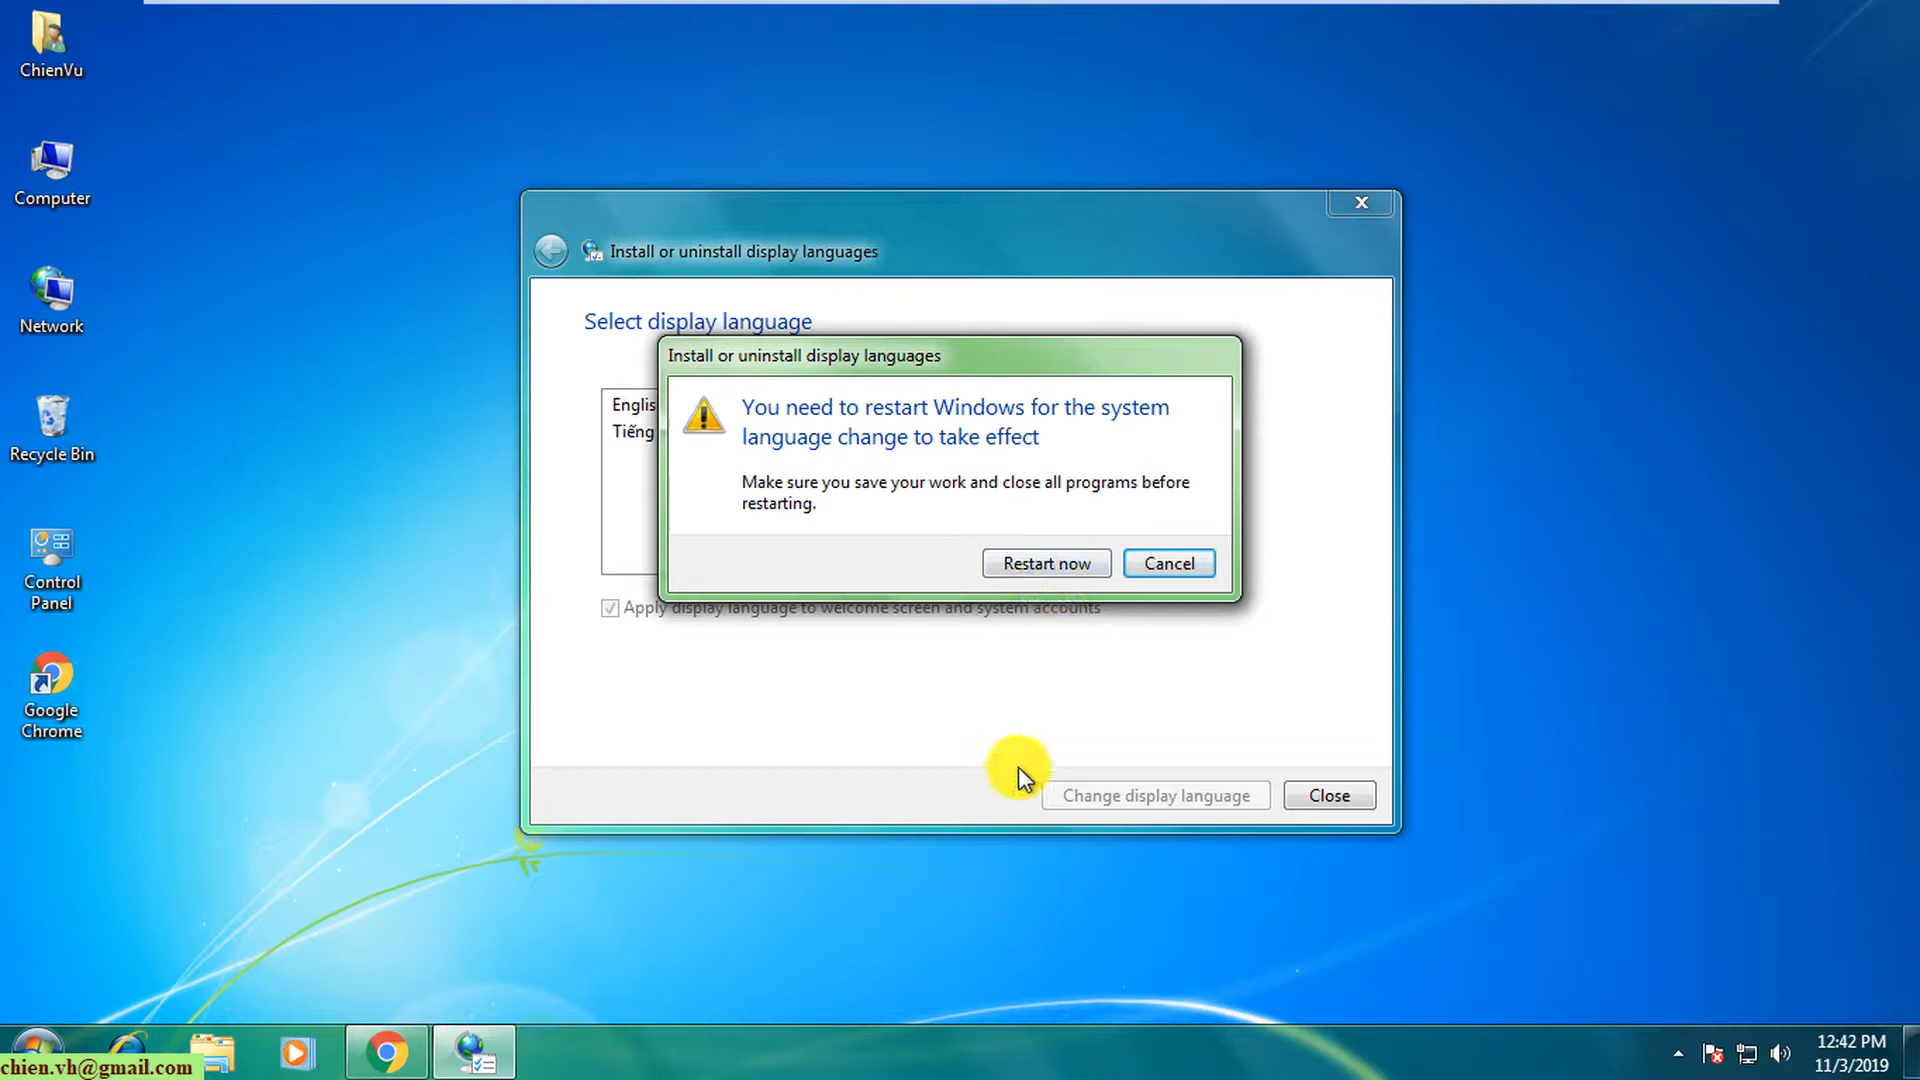 ChienVu
Computer
Network
Recycle Bin
Control
Panel
Google
Chrome
x
Install or uninstall display languages
Select display language
Englis
Tiếng
Install or uninstall display languages
You need to restart Windows for the system
language change to take effect
Make sure you save your work and close all programs before
restarting.
Restart now
Cancel
Apply display language to welcome screen and system accounts
Change display language
Close
chien.vh@gmail.com
12:42 PM
11/3/2019